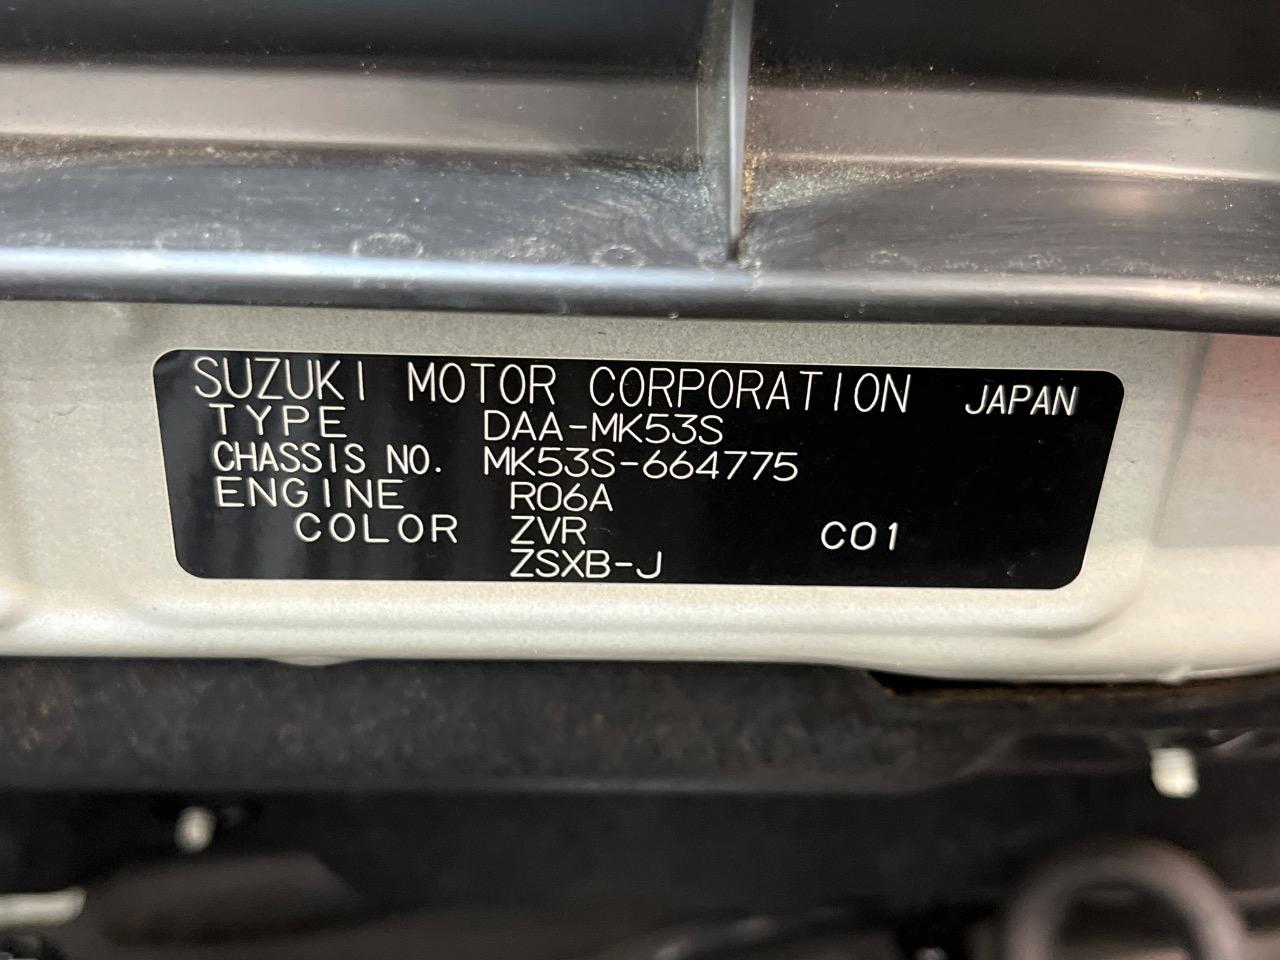 SUZUKI MOTOR CORPORATION JAPAN
TYPE DAA-MK53S
CHASSIS NO. MK53S-664775
ENGINE R06A
COLOR ZVR C01
ZSXB-J